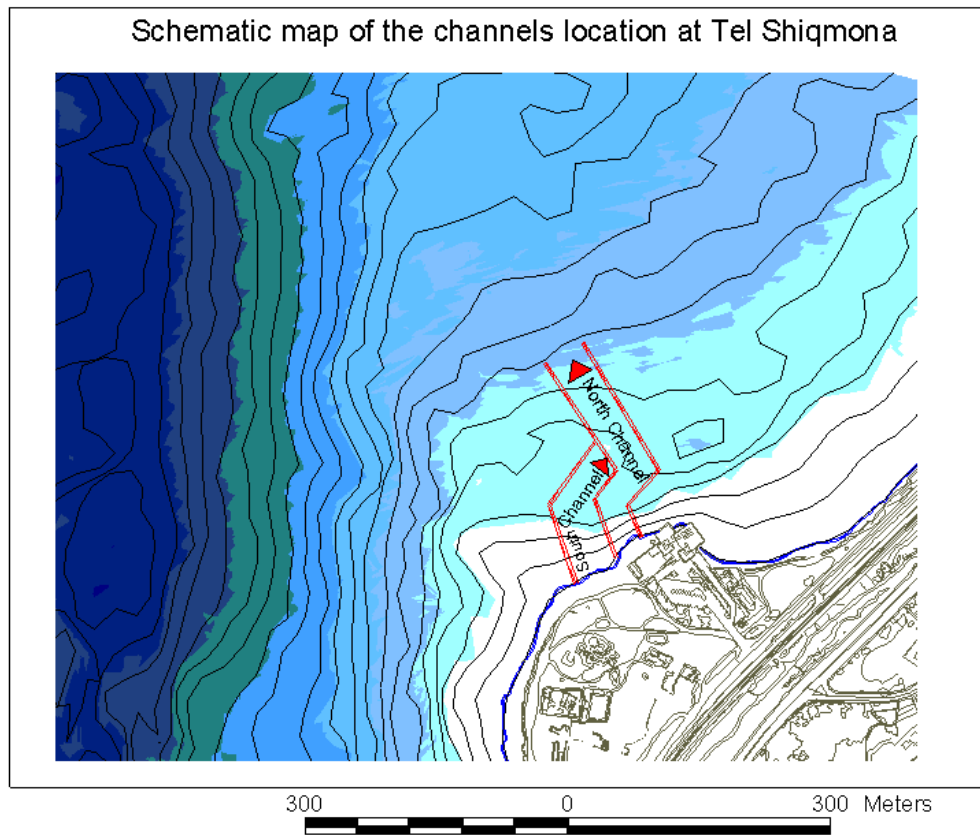 Schematic map of the channels location at Tel Shiqmona
North Channel
South Channel
300 0 300 Meters